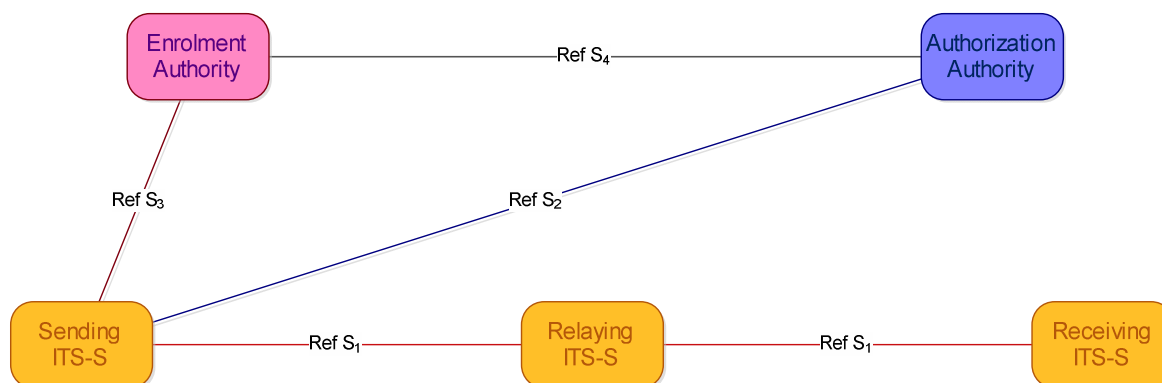 Enrolment
Authority
Ref S₄
Authorization
Authority
Ref S₃
Ref S₂
Sending
ITS-S
Ref S₁
Relaying
ITS-S
Ref S₁
Receiving
ITS-S